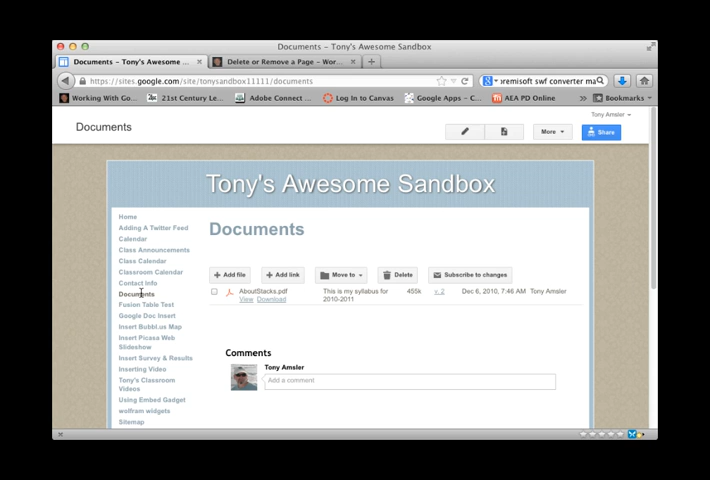 Documents – Tony's Awesome Sandbox
Documents – Tony's Awesome ...
Delete or Remove a Page – Wor...
https://sites.google.com/site/tonysandbox11111/documents
remisoft swf converter ma
Working With Go...
21st Century Le...
Adobe Connect ...
Log In to Canvas
Google Apps – C...
AEA PD Online
Bookmarks
Tony Amsler
Documents
More
Share
Tony's Awesome Sandbox
Home
Adding A Twitter Feed
Calendar
Class Announcements
Class Calendar
Classroom Calendar
Contact Info
Documents
Fusion Table Test
Google Doc Insert
Insert Bubbl.us Map
Insert Picasa Web
Slideshow
Insert Survey & Results
Inserting Video
Tony's Classroom
Videos
Using Embed Gadget
wolfram widgets
Sitemap
Documents
Add file
Add link
Move to
Delete
Subscribe to changes
AboutStacks.pdf
View Download
This is my syllabus for
2010-2011
455k
v. 2
Dec 6, 2010, 7:46 AM
Tony Amsler
Comments
Tony Amsler
Add a comment